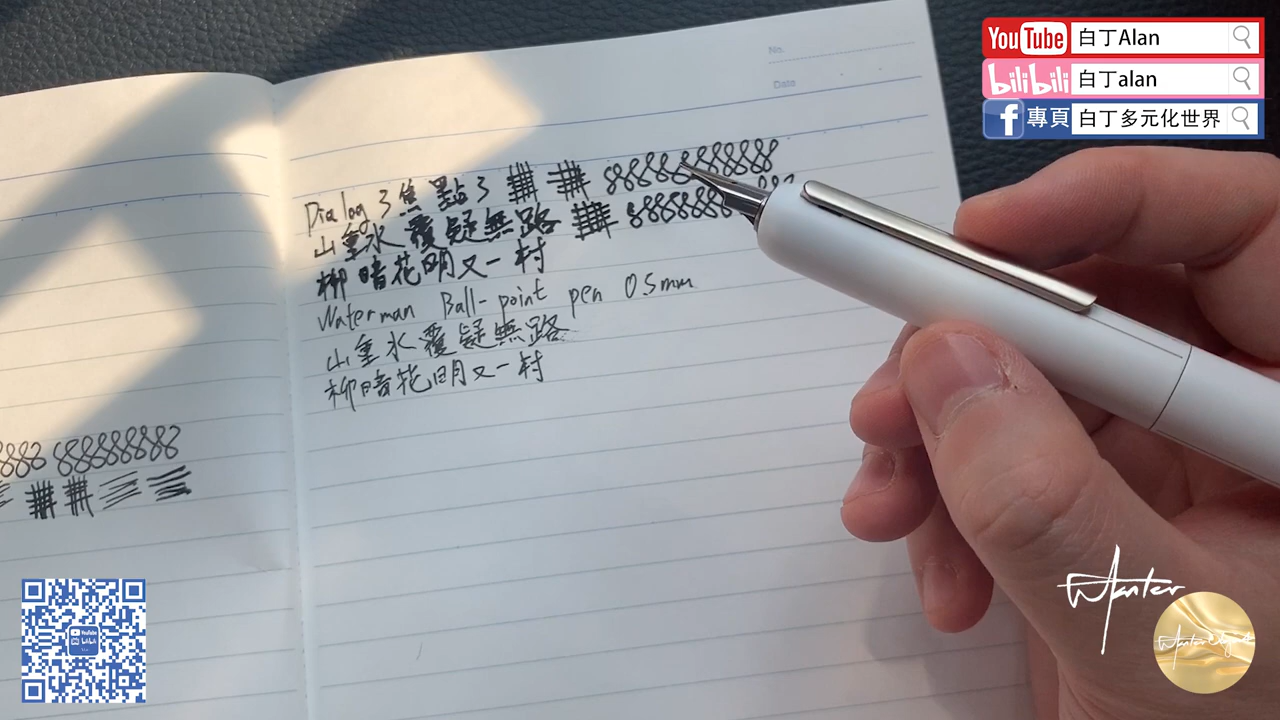 YouTube 白丁Alan
bilibili 白丁alan
f 專頁 白丁多元化世界
No.
Date
Dialog 3 焦點3
山重水覆疑無路
柳暗花明又一村
Waterman Ball-point pen 0.5mm
山重水覆疑無路
柳暗花明又一村
Wanter